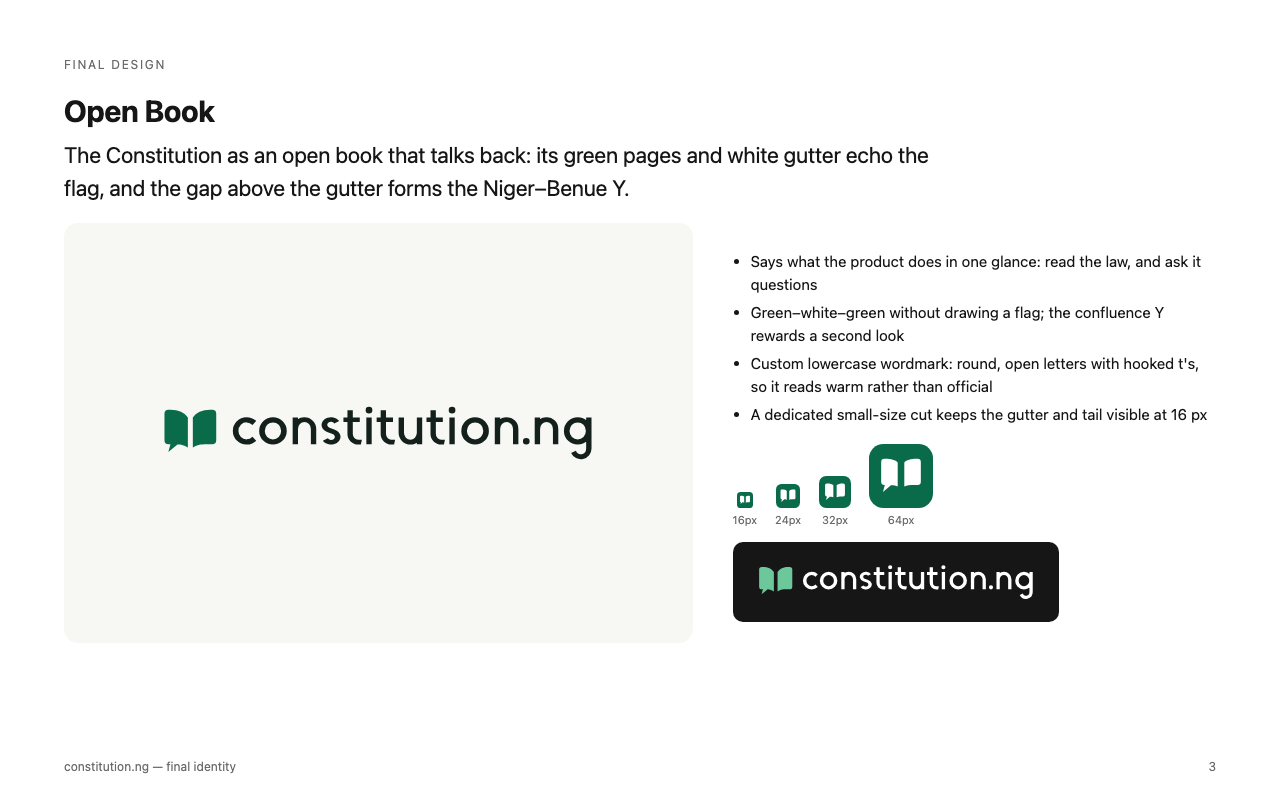 FINAL DESIGN
Open Book
The Constitution as an open book that talks back: its green pages and white gutter echo the
flag, and the gap above the gutter forms the Niger–Benue Y.
constitution.ng
• Says what the product does in one glance: read the law, and ask it
questions
• Green–white–green without drawing a flag; the confluence Y
rewards a second look
• Custom lowercase wordmark: round, open letters with hooked t's,
so it reads warm rather than official
• A dedicated small-size cut keeps the gutter and tail visible at 16 px
16px 24px 32px 64px
constitution.ng
constitution.ng — final identity
3